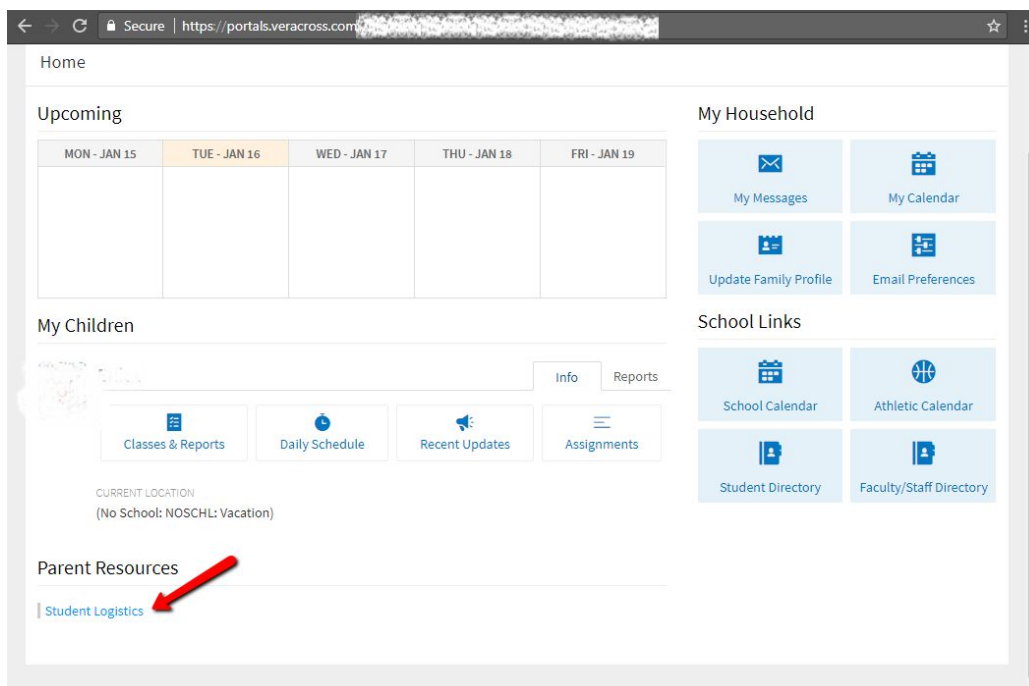 Secure | https://portals.veracross.com
Home
Upcoming
MON - JAN 15 TUE - JAN 16 WED - JAN 17 THU - JAN 18 FRI - JAN 19
My Children
Info Reports
Classes & Reports Daily Schedule Recent Updates Assignments
CURRENT LOCATION
(No School: NOSCHL: Vacation)
Parent Resources
Student Logistics
My Household
My Messages My Calendar
Update Family Profile Email Preferences
School Links
School Calendar Athletic Calendar
Student Directory Faculty/Staff Directory